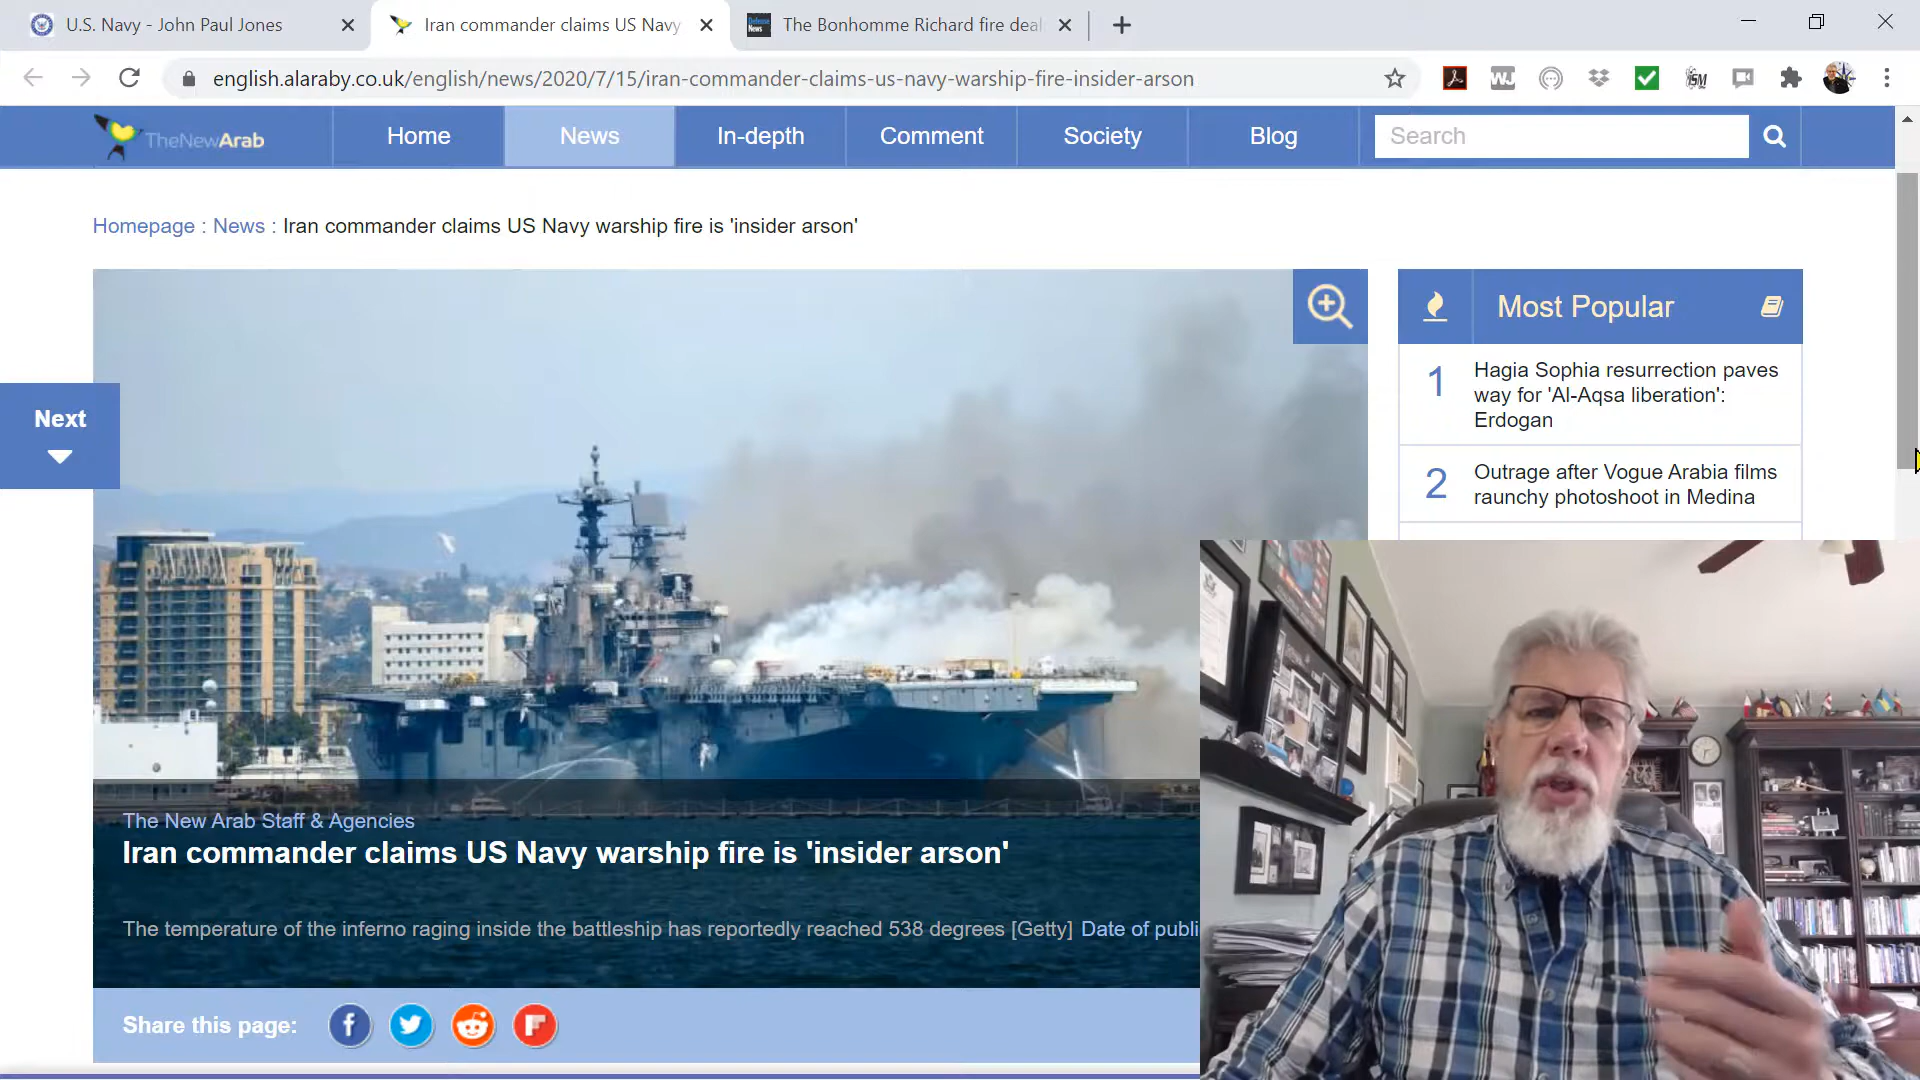 U.S. Navy - John Paul Jones
Iran commander claims US Navy
Defense News
The Bonhomme Richard fire deal
english.alaraby.co.uk/english/news/2020/7/15/iran-commander-claims-us-navy-warship-fire-insider-arson
WJ
ISM
TheNewArab
Home
News
In-depth
Comment
Society
Blog
Search
Homepage : News : Iran commander claims US Navy warship fire is 'insider arson'
Most Popular
1
Hagia Sophia resurrection paves
way for 'Al-Aqsa liberation':
Erdogan
2
Outrage after Vogue Arabia films
raunchy photoshoot in Medina
Next
The New Arab Staff & Agencies
Iran commander claims US Navy warship fire is 'insider arson'
The temperature of the inferno raging inside the battleship has reportedly reached 538 degrees [Getty] Date of publi
Share this page: